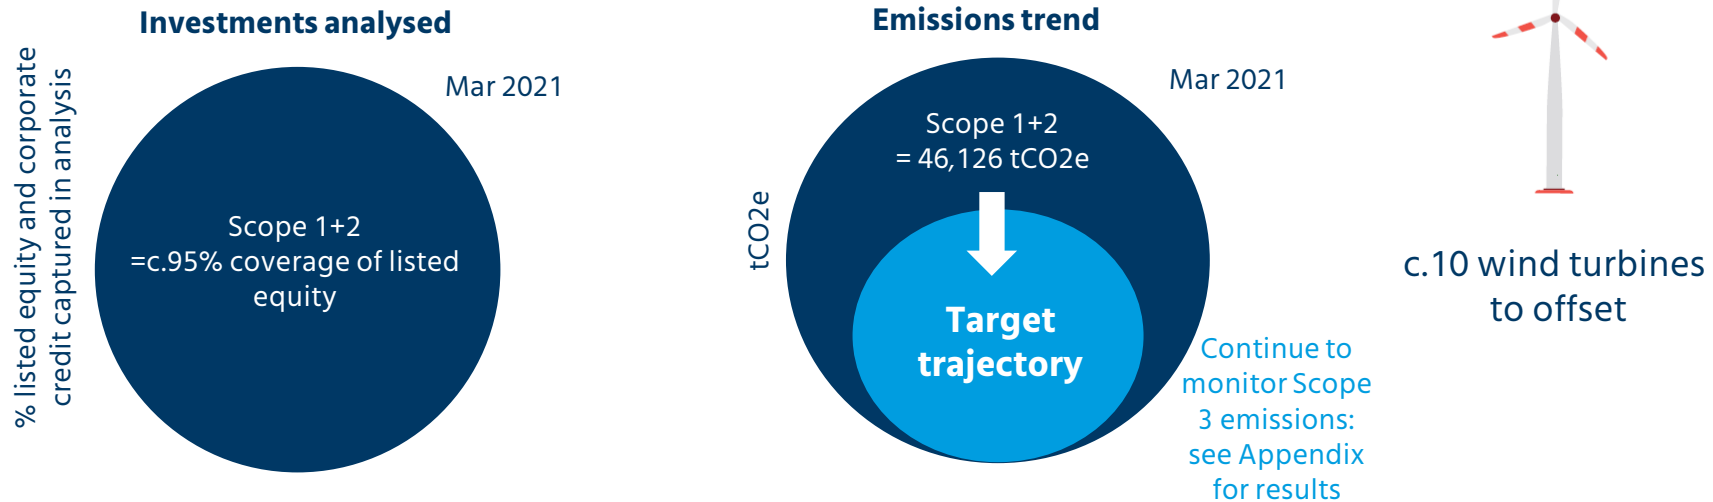 Investments analysed
% listed equity and corporate
credit captured in analysis
Mar 2021
Scope 1+2
=c.95% coverage of listed
equity
Emissions trend
Mar 2021
tCO2e
Scope 1+2
= 46,126 tCO2e
Target
trajectory
Continue to
monitor Scope
3 emissions:
see Appendix
for results
c.10 wind turbines
to offset